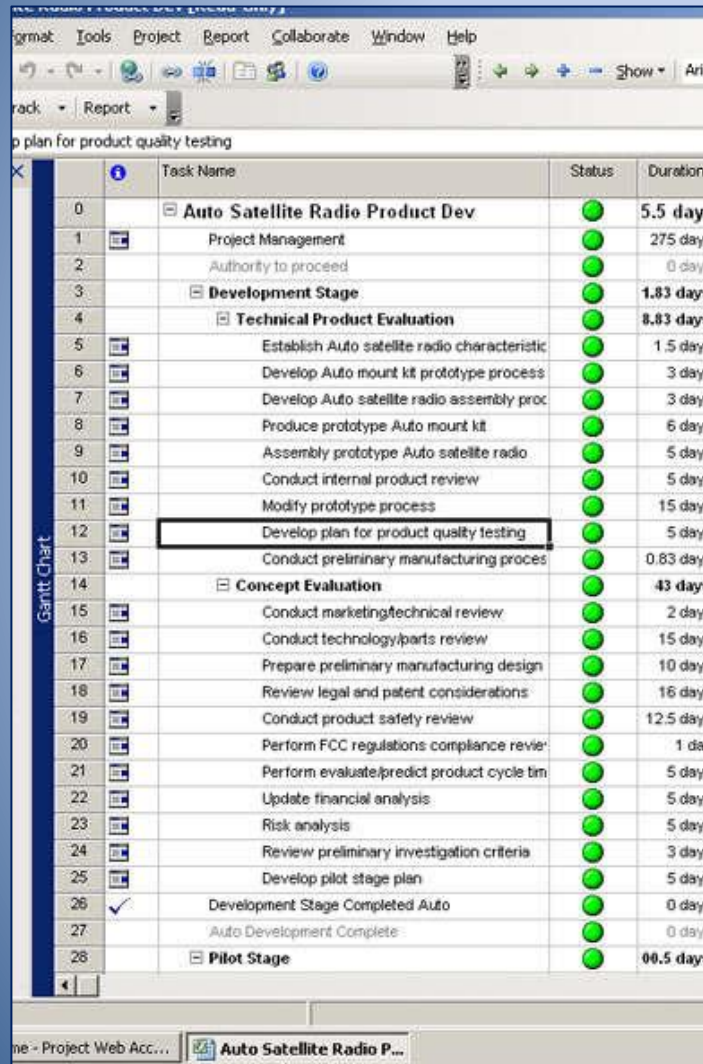 Radio Product Dev [Read-Only]
ormat Tools Project Report Collaborate Window Help
Show Ari
rack Report
p plan for product quality testing
Task Name Status Duration
0 Auto Satellite Radio Product Dev 5.5 day
1 Project Management 275 day
2 Authority to proceed 0 day
3 Development Stage 1.83 day
4 Technical Product Evaluation 8.83 day
5 Establish Auto satellite radio characteristic 1.5 day
6 Develop Auto mount kit prototype process 3 day
7 Develop Auto satellite radio assembly proc 3 day
8 Produce prototype Auto mount kit 6 day
9 Assembly prototype Auto satellite radio 5 day
10 Conduct internal product review 5 day
11 Modify prototype process 15 day
12 Develop plan for product quality testing 5 day
13 Conduct preliminary manufacturing proces 0.83 day
14 Concept Evaluation 43 day
15 Conduct marketing/technical review 2 day
16 Conduct technology/parts review 15 day
17 Prepare preliminary manufacturing design 10 day
18 Review legal and patent considerations 16 day
19 Conduct product safety review 12.5 day
20 Perform FCC regulations compliance revie 1 da
21 Perform evaluate/predict product cycle tim 5 day
22 Update financial analysis 5 day
23 Risk analysis 5 day
24 Review preliminary investigation criteria 3 day
25 Develop pilot stage plan 5 day
26 Development Stage Completed Auto 0 day
27 Auto Development Complete 0 day
28 Pilot Stage 00.5 day
Gantt Chart
me - Project Web Acc... Auto Satellite Radio P...